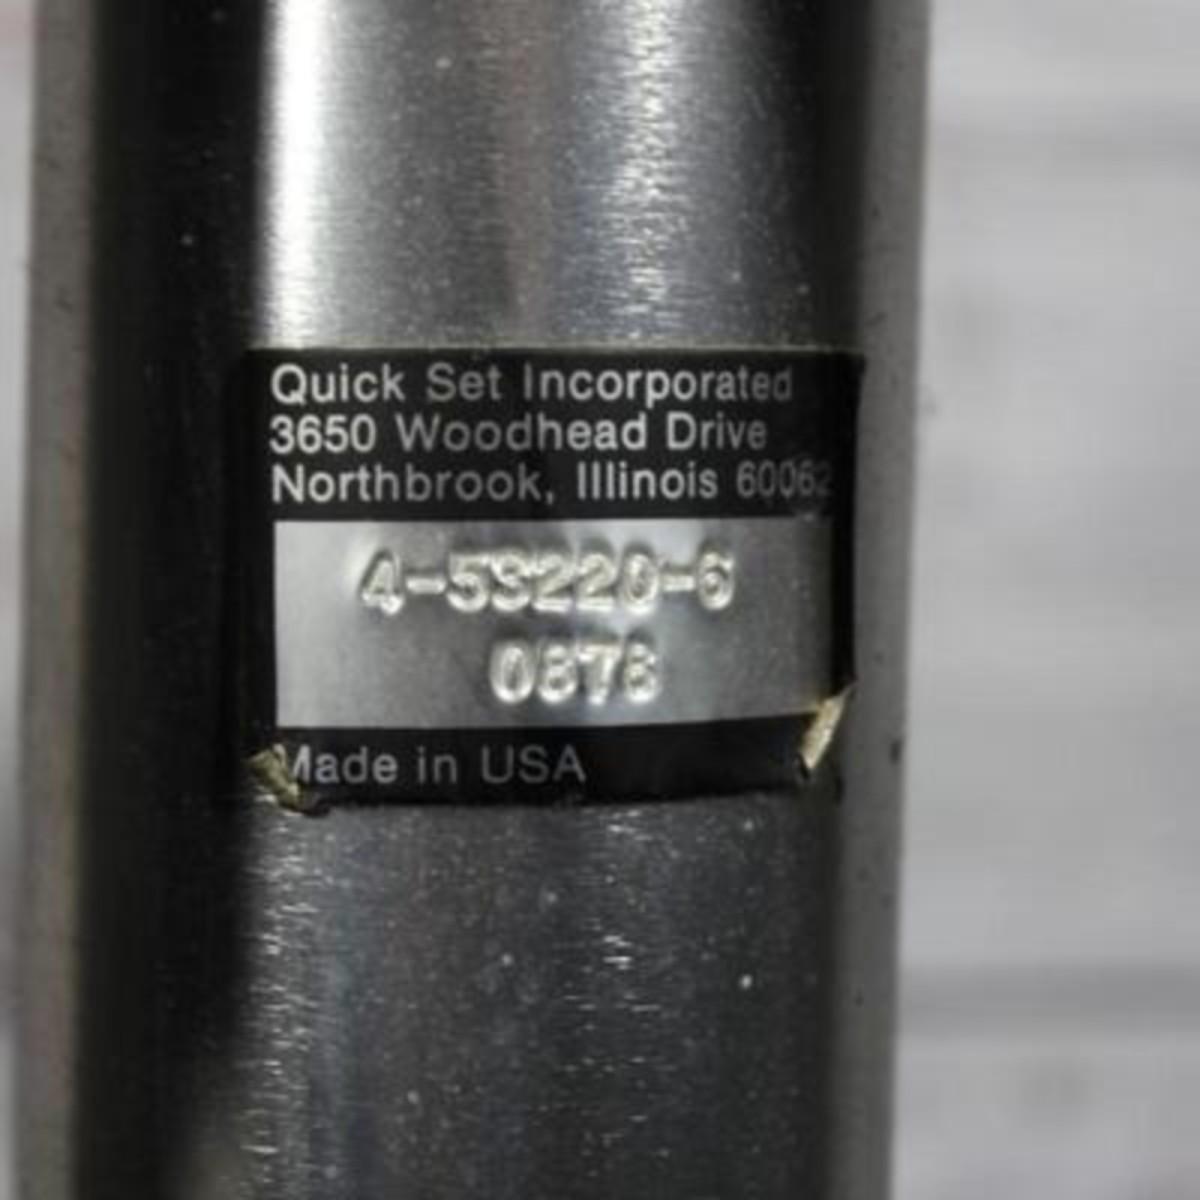 Quick Set Incorporated
3650 Woodhead Drive
Northbrook, Illinois 60062
4-53220-6
0878
Made in USA